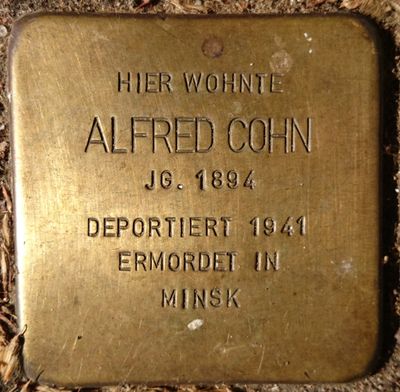 HIER WOHNTE
ALFRED COHN
JG. 1894
DEPORTIERT 1941
ERMORDET IN
MINSK